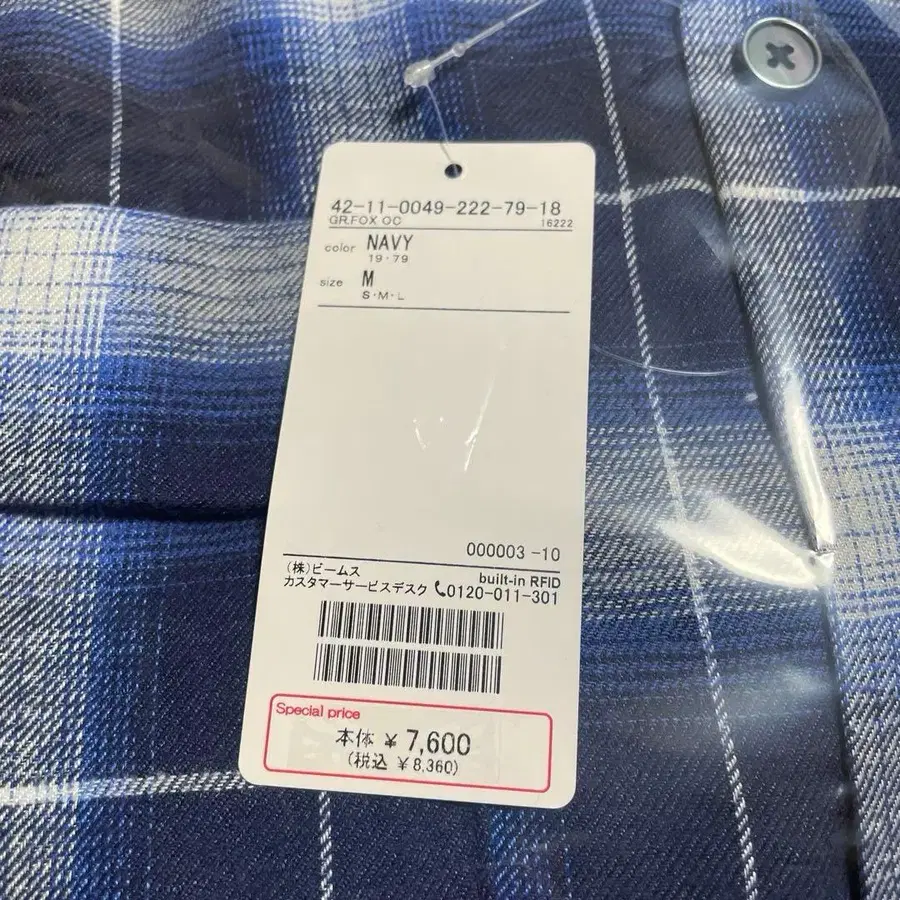 42-11-0049-222-79-18
GR.FOX OC 16222
color NAVY
19・79
size M
S・M・L
000003 -10
(株)ビームス built-in RFID
カスタマーサービスデスク 0120-011-301
Special price
本体 ¥ 7,600
(税込 ¥8,360)